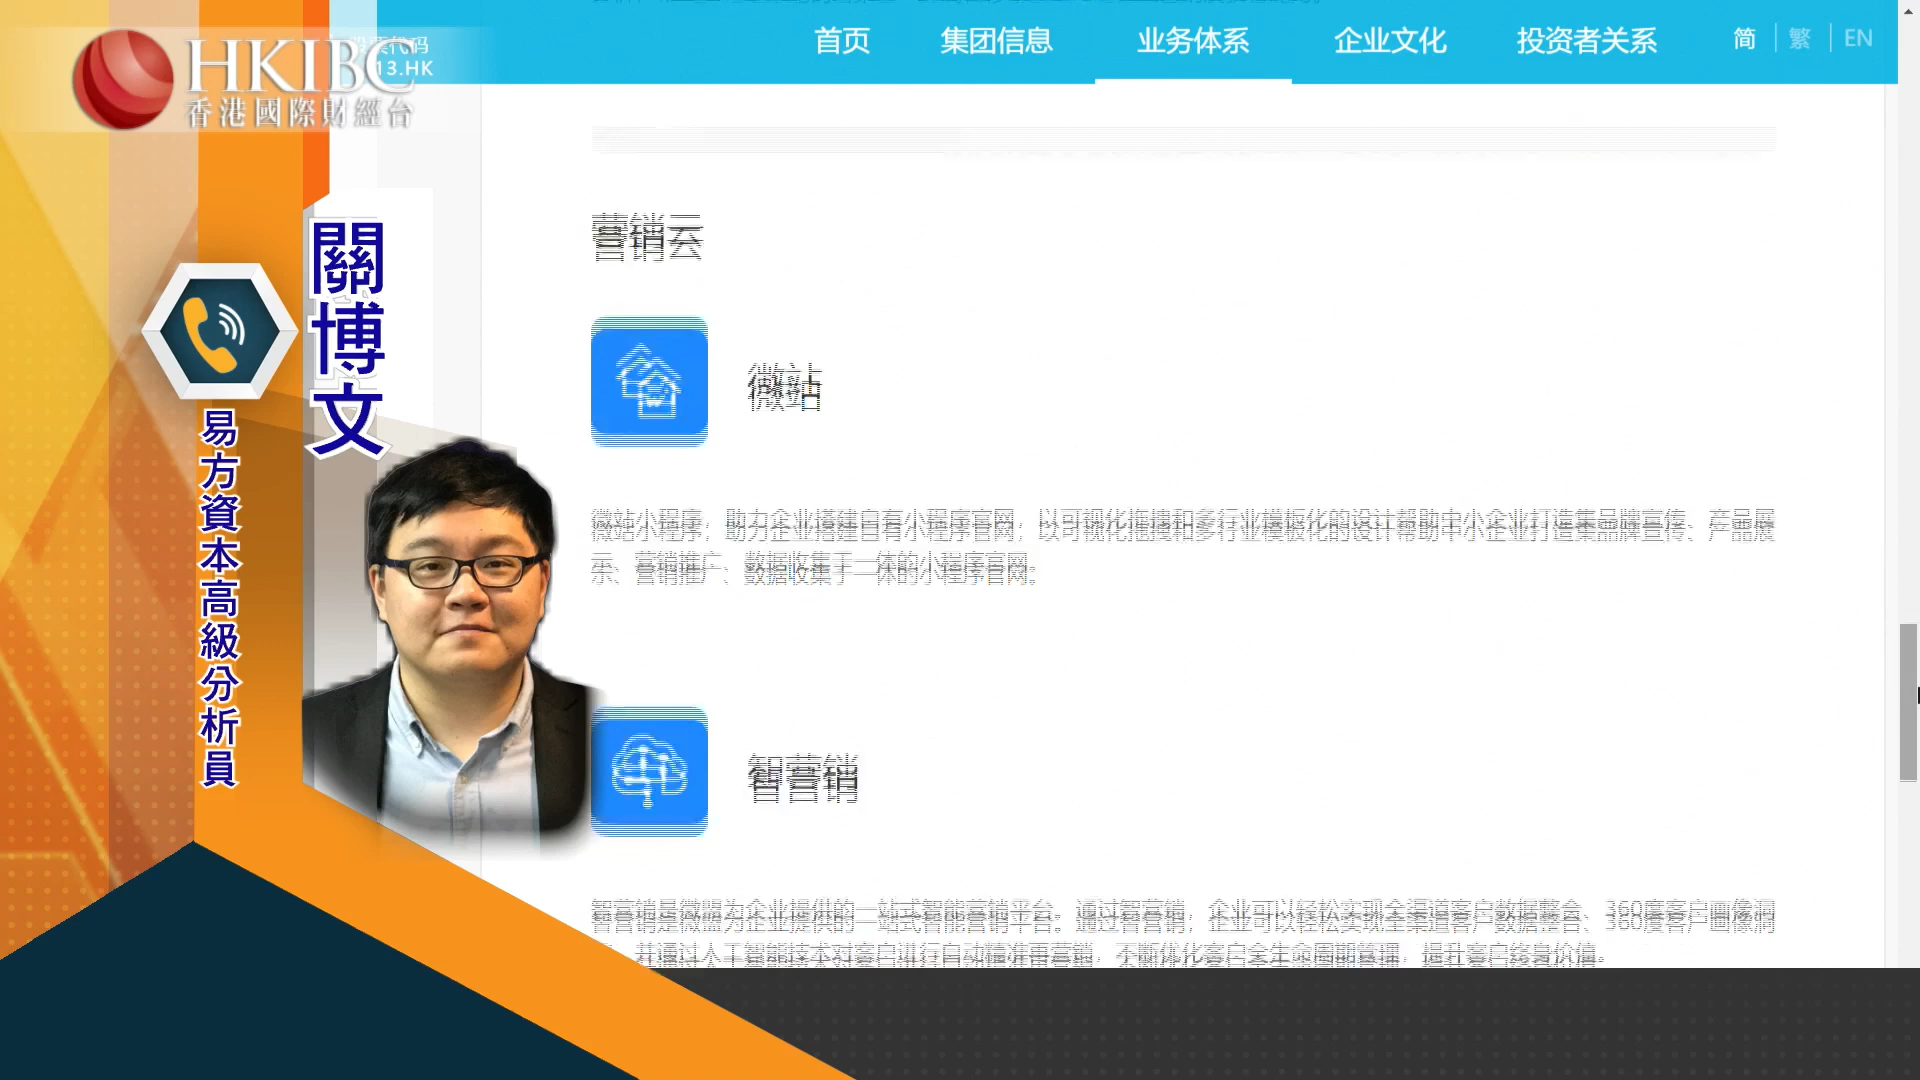 HKIBC
香港國際財經台
股票代码
13.HK
首页 集团信息 业务体系 企业文化 投资者关系 简 繁 EN
關博文
易方資本高級分析員
营销云
微站
微站小程序，助力企业搭建自有小程序官网，以可视化拖拽和多行业模板化的设计帮助中小企业打造集品牌宣传、产品展
示、营销推广、数据收集于一体的小程序官网。
智营销
智营销是微盟为企业提供的一站式智能营销平台。通过智营销，企业可以轻松实现全渠道客户数据整合、360度客户画像洞
并通过人工智能技术对客户进行自动精准再营销，不断优化客户全生命周期管理，提升客户终身价值。